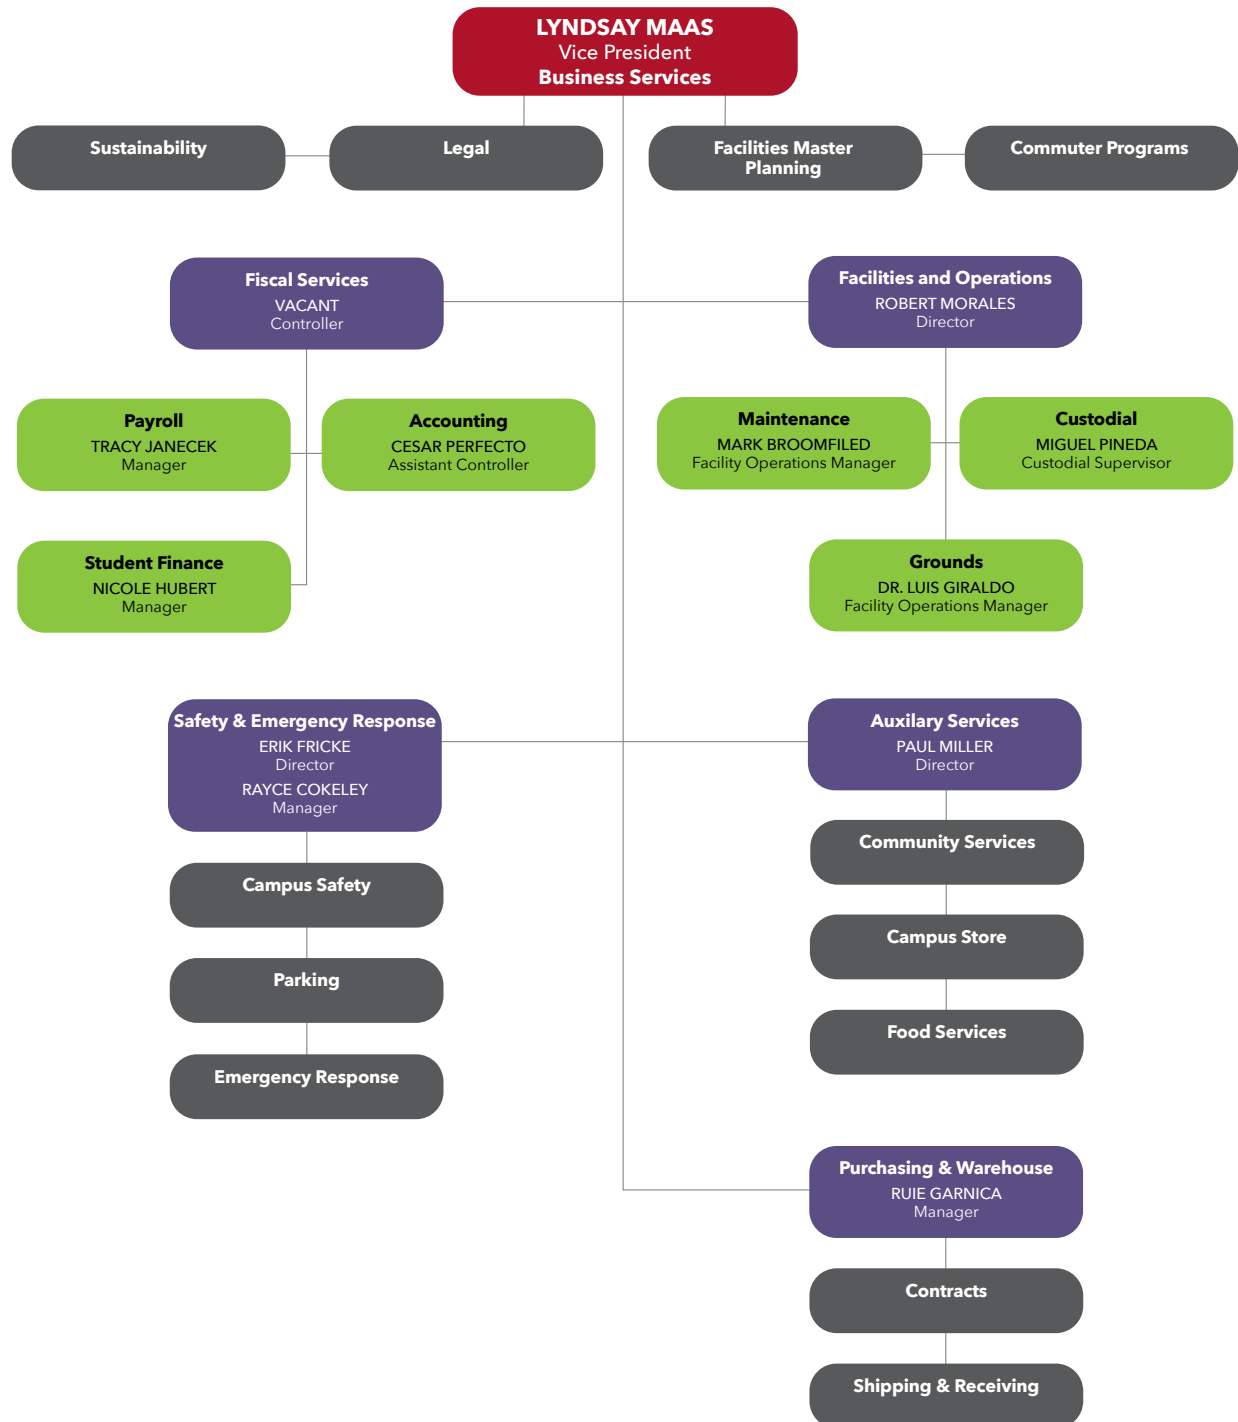 LYNDSAY MAAS
Vice President
Business Services
Sustainability
Legal
Facilities Master
Planning
Commuter Programs
Fiscal Services
VACANT
Controller
Facilities and Operations
ROBERT MORALES
Director
Payroll
TRACY JANECEK
Manager
Accounting
CESAR PERFECTO
Assistant Controller
Maintenance
MARK BROOMFILED
Facility Operations Manager
Custodial
MIGUEL PINEDA
Custodial Supervisor
Student Finance
NICOLE HUBERT
Manager
Grounds
DR. LUIS GIRALDO
Facility Operations Manager
Safety & Emergency Response
ERIK FRICKE
Director
RAYCE COKELEY
Manager
Auxilary Services
PAUL MILLER
Director
Campus Safety
Parking
Emergency Response
Community Services
Campus Store
Food Services
Purchasing & Warehouse
RUIE GARNICA
Manager
Contracts
Shipping & Receiving